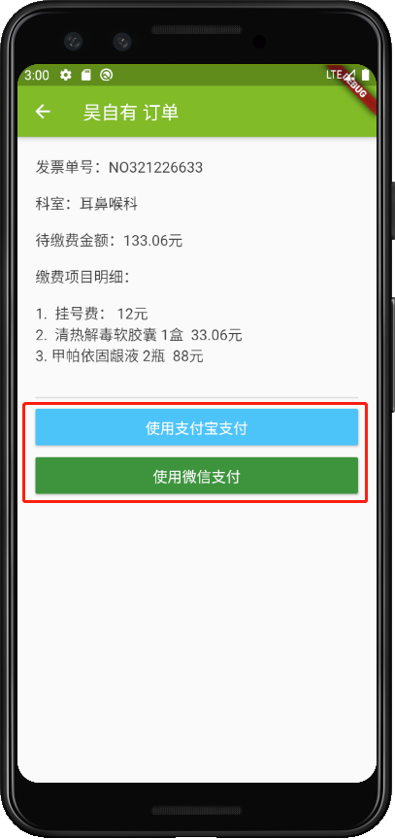 3:00
LTE
DEBUG
吴自有 订单
发票单号：NO321226633
科室：耳鼻喉科
待缴费金额：133.06元
缴费项目明细：
1. 挂号费： 12元
2. 清热解毒软胶囊 1盒 33.06元
3. 甲帕依固龈液 2瓶 88元
使用支付宝支付
使用微信支付